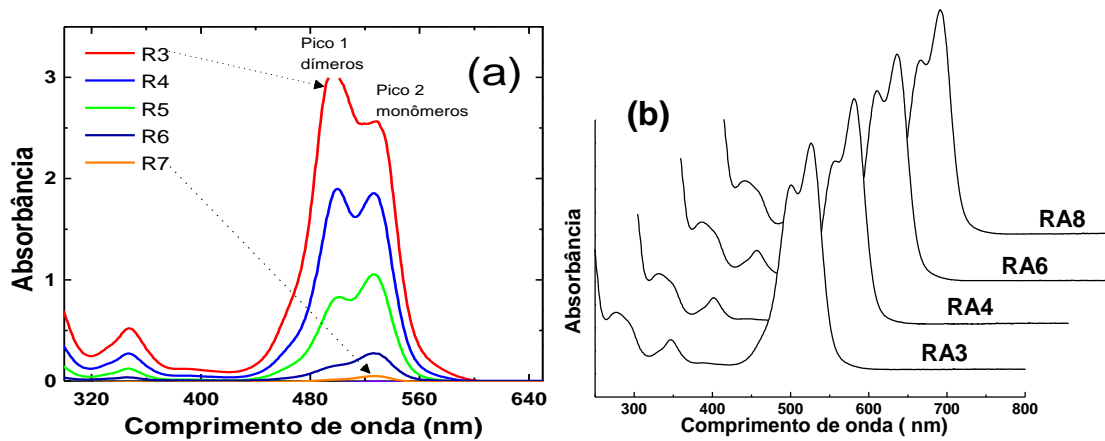 (a)
R3
R4
R5
R6
R7
Pico 1
dímeros
Pico 2
monômeros
3
2
1
0
Absorbância
320 400 480 560 640
Comprimento de onda (nm)
(b)
RA8
RA6
RA4
RA3
Absorbância
300 400 500 600 700 800
Comprimento de onda ( nm)